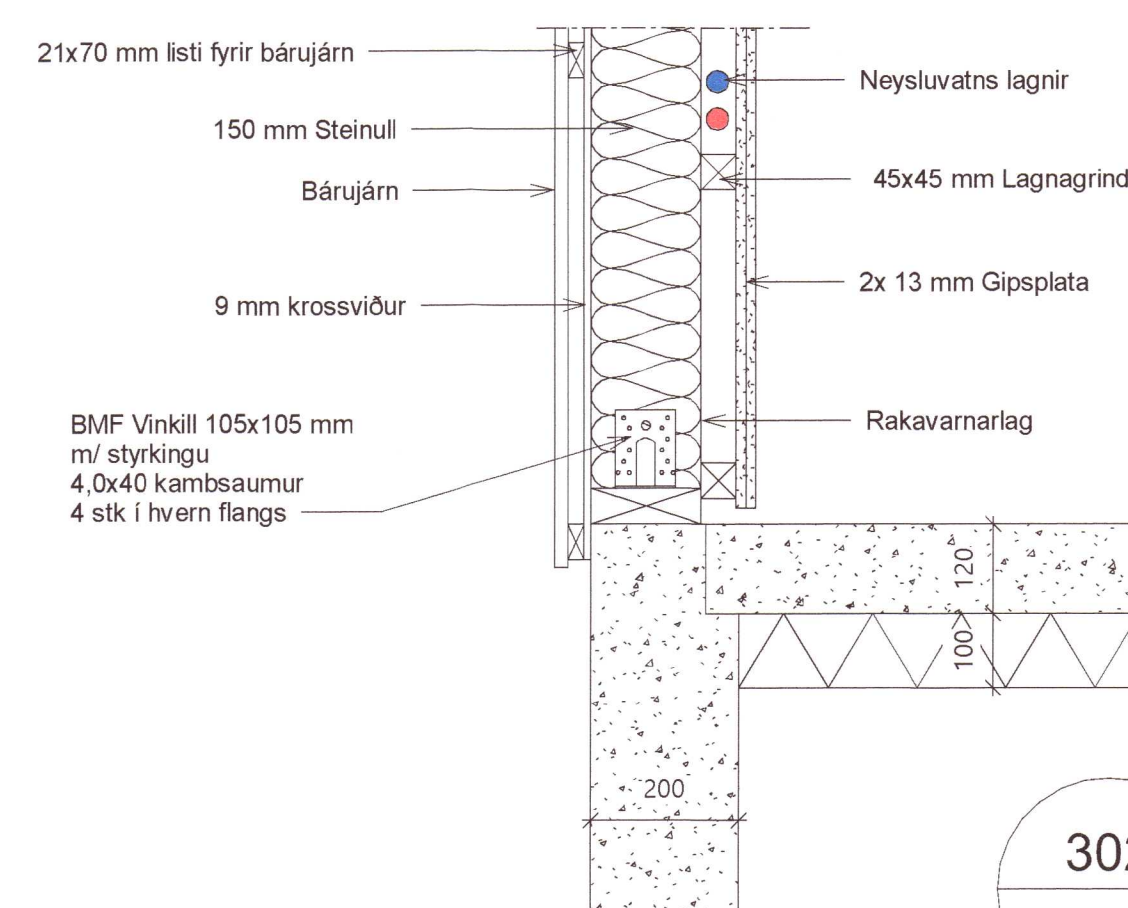 21x70 mm listi fyrir bárujárn
150 mm Steinull
Bárujárn
9 mm krossviður
BMF Vinkill 105x105 mm
m/ styrkingu
4,0x40 kambsaumur
4 stk í hvern flangs
Neysluvatns lagnir
45x45 mm Lagnagrind
2x 13 mm Gipsplata
Rakavarnarlag
120
100
200